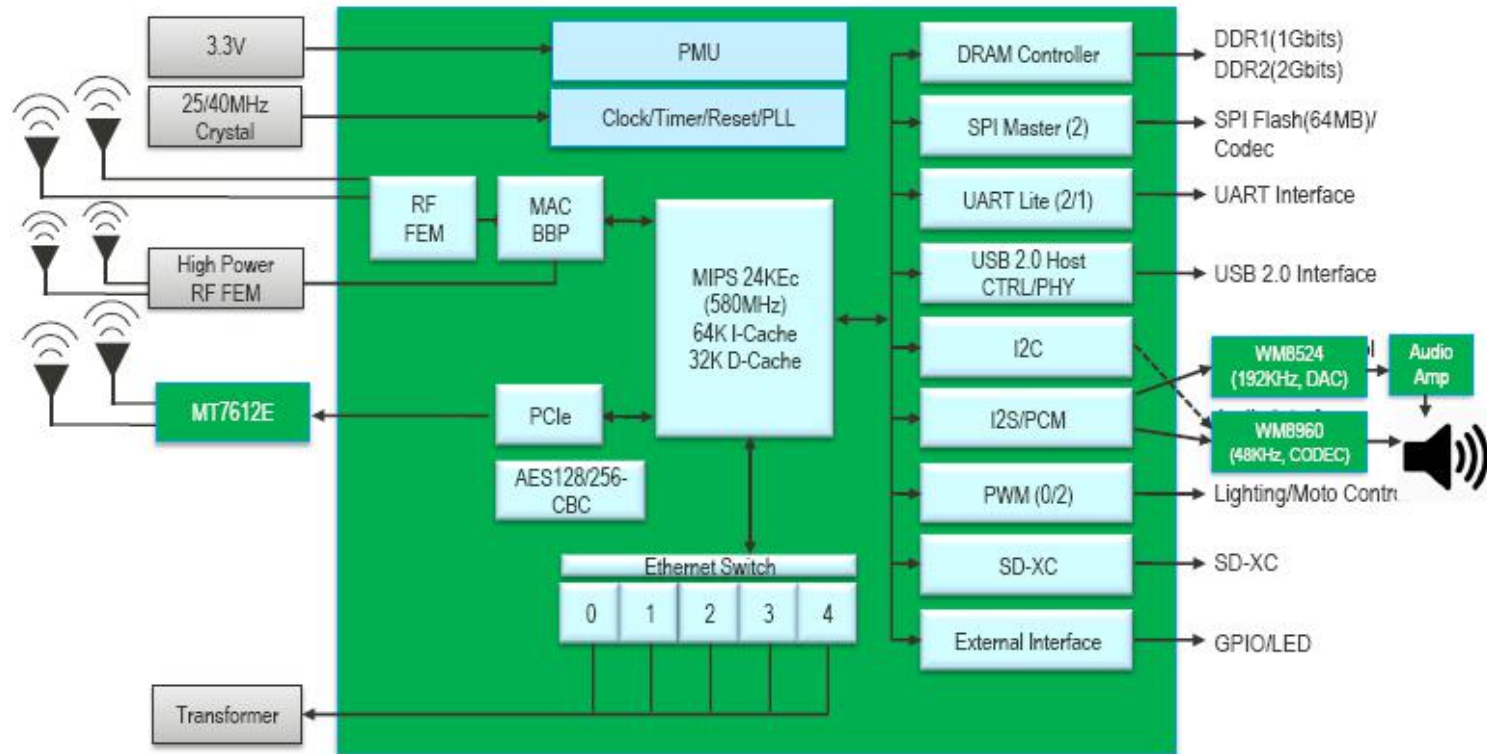 3.3V
PMU
25/40MHz
Crystal
Clock/Timer/Reset/PLL
RF
FEM
MAC
BBP
High Power
RF FEM
MIPS 24KEc
(580MHz)
64K I-Cache
32K D-Cache
MT7612E
PCIe
AES128/256-
CBC
Ethernet Switch
0
1
2
3
4
Transformer
DRAM Controller
DDR1(1Gbits)
DDR2(2Gbits)
SPI Master (2)
SPI Flash(64MB)/
Codec
UART Lite (2/1)
UART Interface
USB 2.0 Host
CTRL/PHY
USB 2.0 Interface
I2C
WM8524
(192KHz, DAC)
Audio
Amp
I2S/PCM
WM8960
(48KHz, CODEC)
PWM (0/2)
Lighting/Moto Contr
SD-XC
SD-XC
External Interface
GPIO/LED